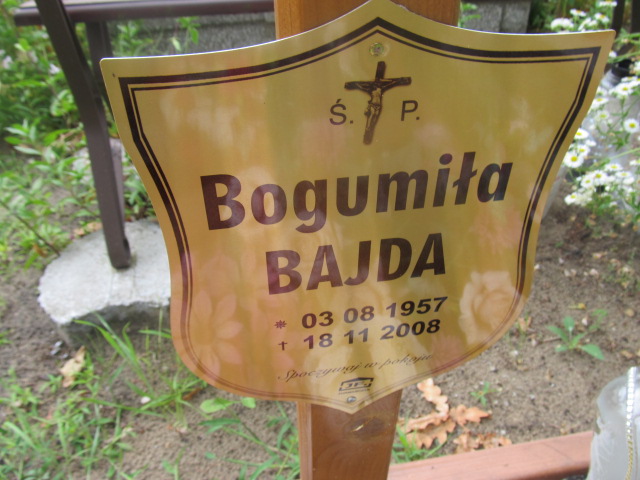 Ś. P.
Bogumiła
BAJDA
* 03 08 1957
† 18 11 2008
Spoczywaj w pokoju